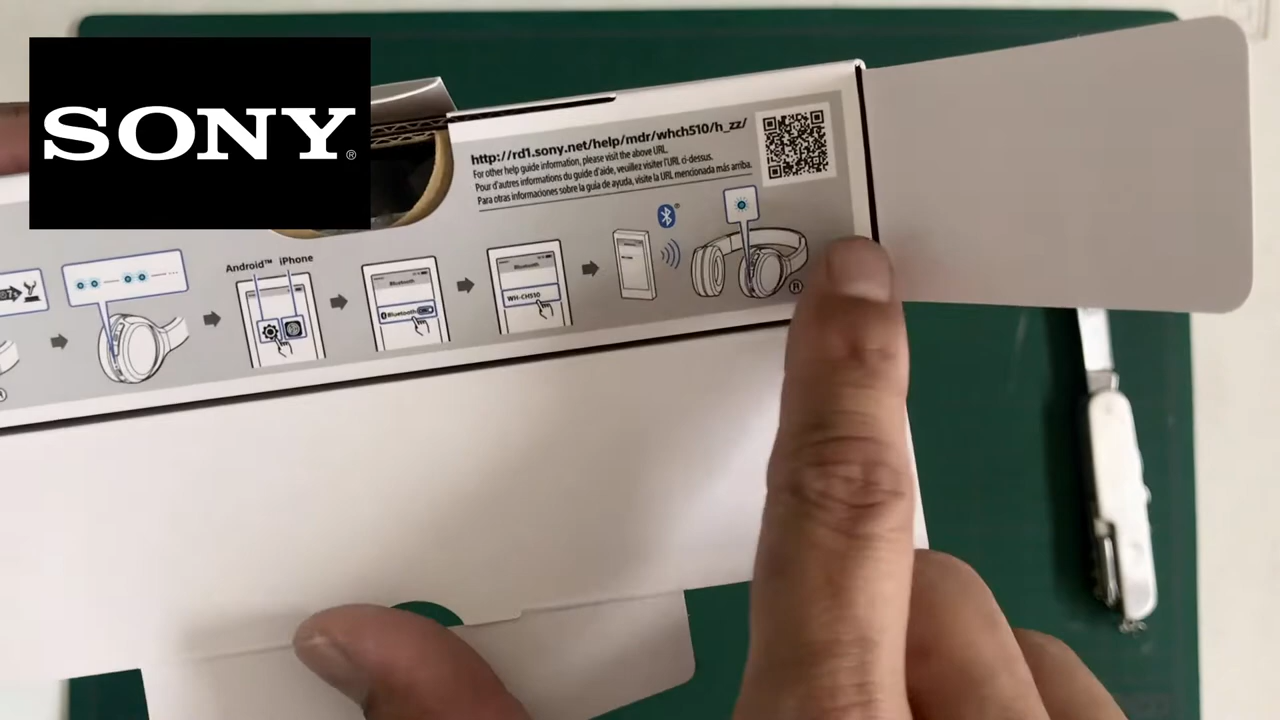 SONY®
http://rd1.sony.net/help/mdr/whch510/h_zz/
For other help guide information, please visit the above URL.
Pour d'autres informations du guide d'aide, veuillez visiter l'URL ci-dessus.
Para otras informaciones sobre la guía de ayuda, visite la URL mencionada más arriba.
Android™ iPhone
Bluetooth
Bluetooth
Bluetooth
WH-CH510
Ⓡ